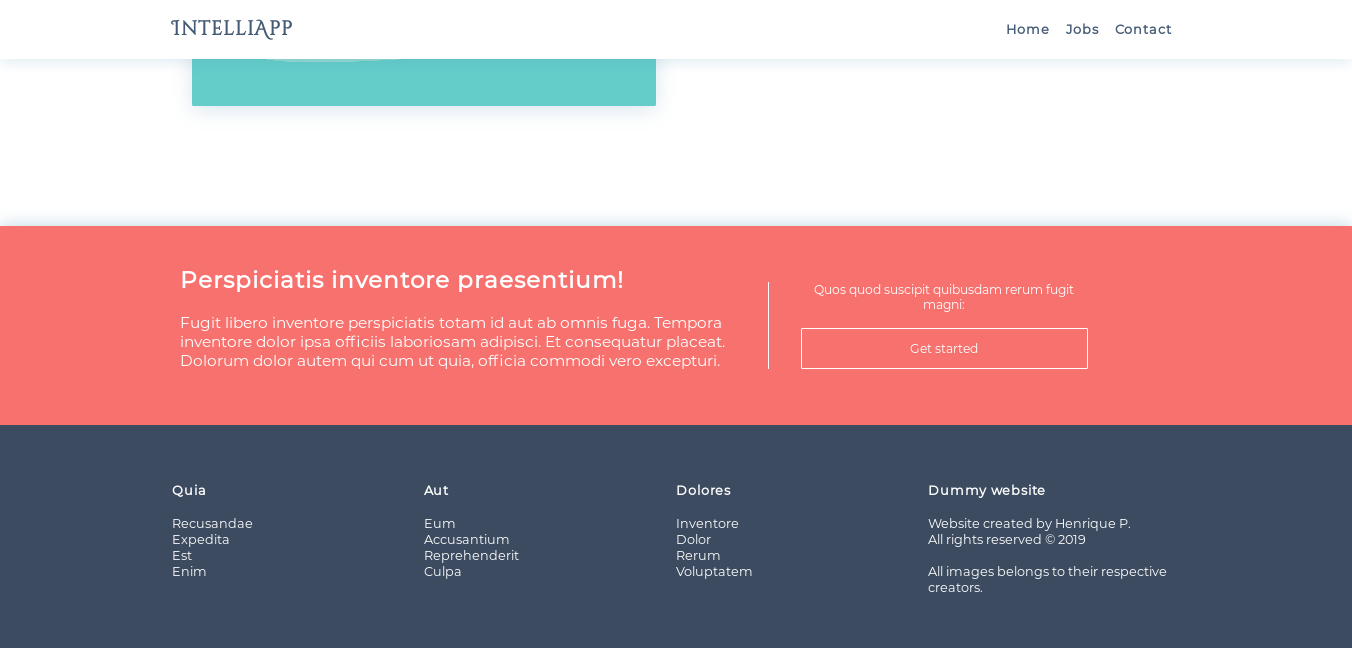 INTELLIAPP
Home Jobs Contact
Perspiciatis inventore praesentium!
Fugit libero inventore perspiciatis totam id aut ab omnis fuga. Tempora
inventore dolor ipsa officiis laboriosam adipisci. Et consequatur placeat.
Dolorum dolor autem qui cum ut quia, officia commodi vero excepturi.
Quos quod suscipit quibusdam rerum fugit
magni:
Get started
Quia
Recusandae
Expedita
Est
Enim
Aut
Eum
Accusantium
Reprehenderit
Culpa
Dolores
Inventore
Dolor
Rerum
Voluptatem
Dummy website
Website created by Henrique P.
All rights reserved © 2019
All images belongs to their respective
creators.